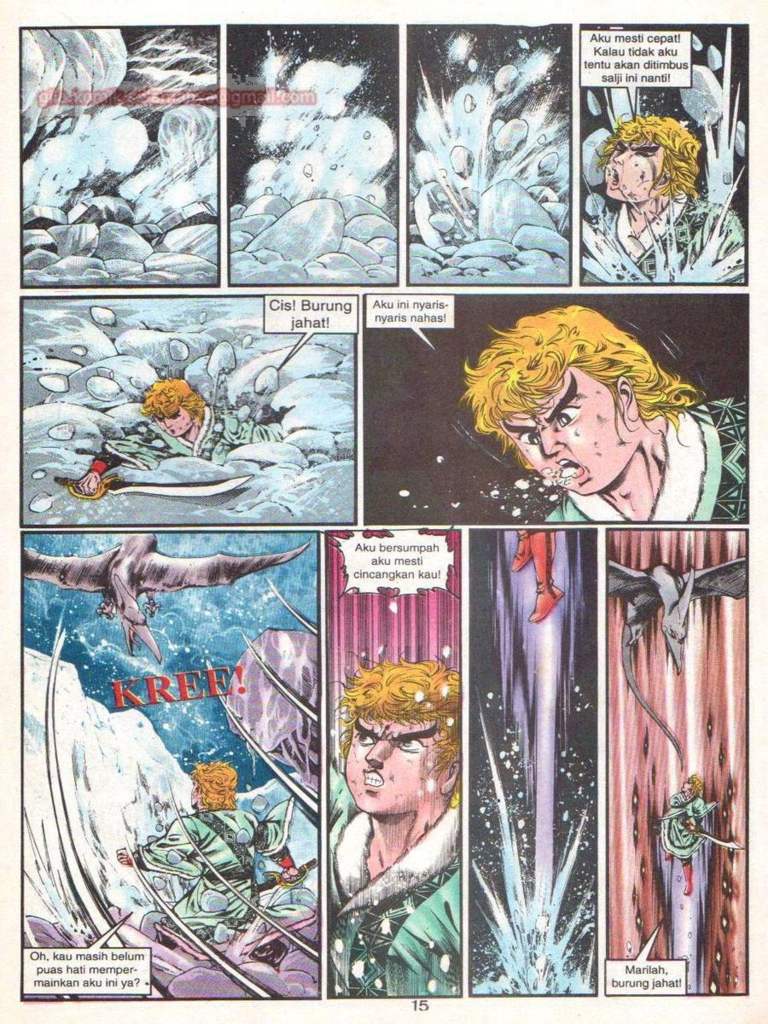 Aku mesti cepat!
Kalau tidak aku
tentu akan ditimbus
salji ini nanti!
Cis! Burung
jahat!
Aku ini nyaris-
nyaris nahas!
KREE!
Aku bersumpah
aku mesti
cincangkan kau!
Oh, kau masih belum
puas hati memper-
mainkan aku ini ya?
Marilah,
burung jahat!
15